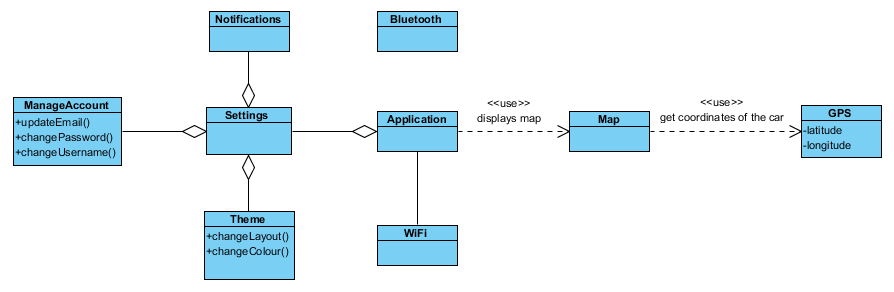 Notifications
Bluetooth
ManageAccount
+updateEmail()
+changePassword()
+changeUsername()
Settings
Application
<<use>>
displays map
Map
<<use>>
get coordinates of the car
GPS
-latitude
-longitude
Theme
+changeLayout()
+changeColour()
WiFi